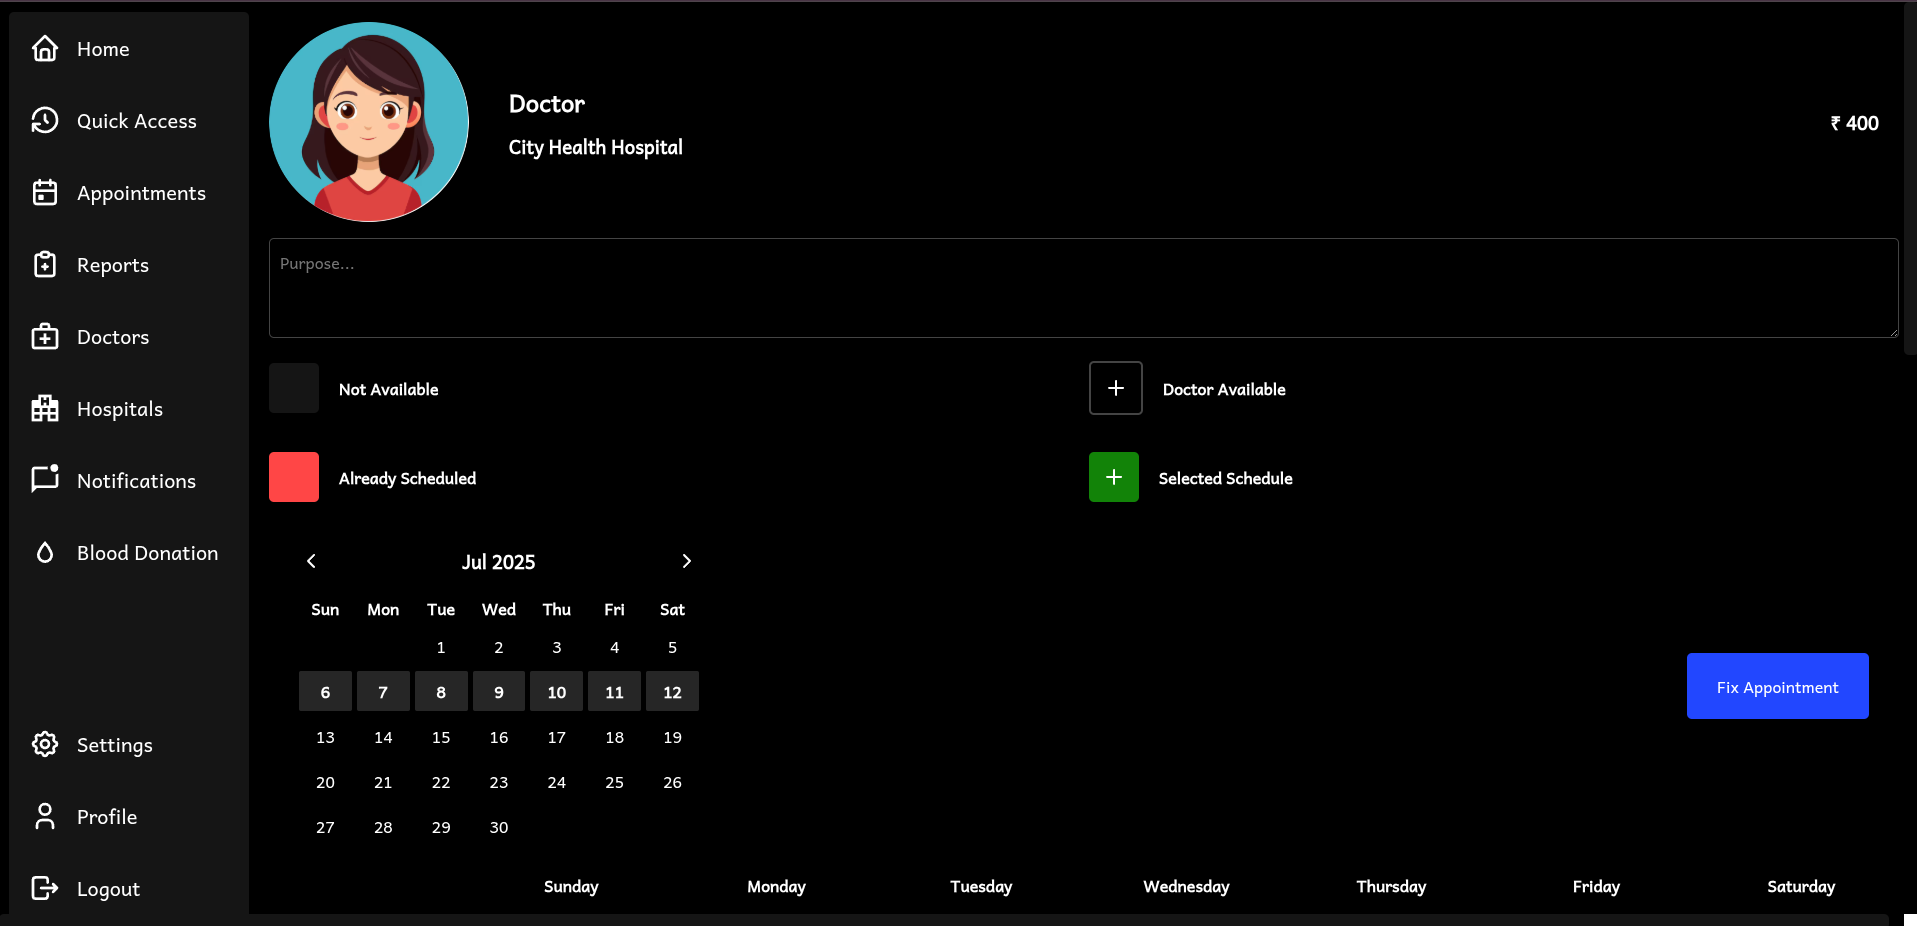 Home
Quick Access
Appointments
Reports
Doctors
Hospitals
Notifications
Blood Donation
Settings
Profile
Logout
Doctor
City Health Hospital
₹ 400
Purpose...
Not Available
Doctor Available
Already Scheduled
Selected Schedule
Jul 2025
Sun Mon Tue Wed Thu Fri Sat
1 2 3 4 5
6 7 8 9 10 11 12
13 14 15 16 17 18 19
20 21 22 23 24 25 26
27 28 29 30
Fix Appointment
Sunday Monday Tuesday Wednesday Thursday Friday Saturday